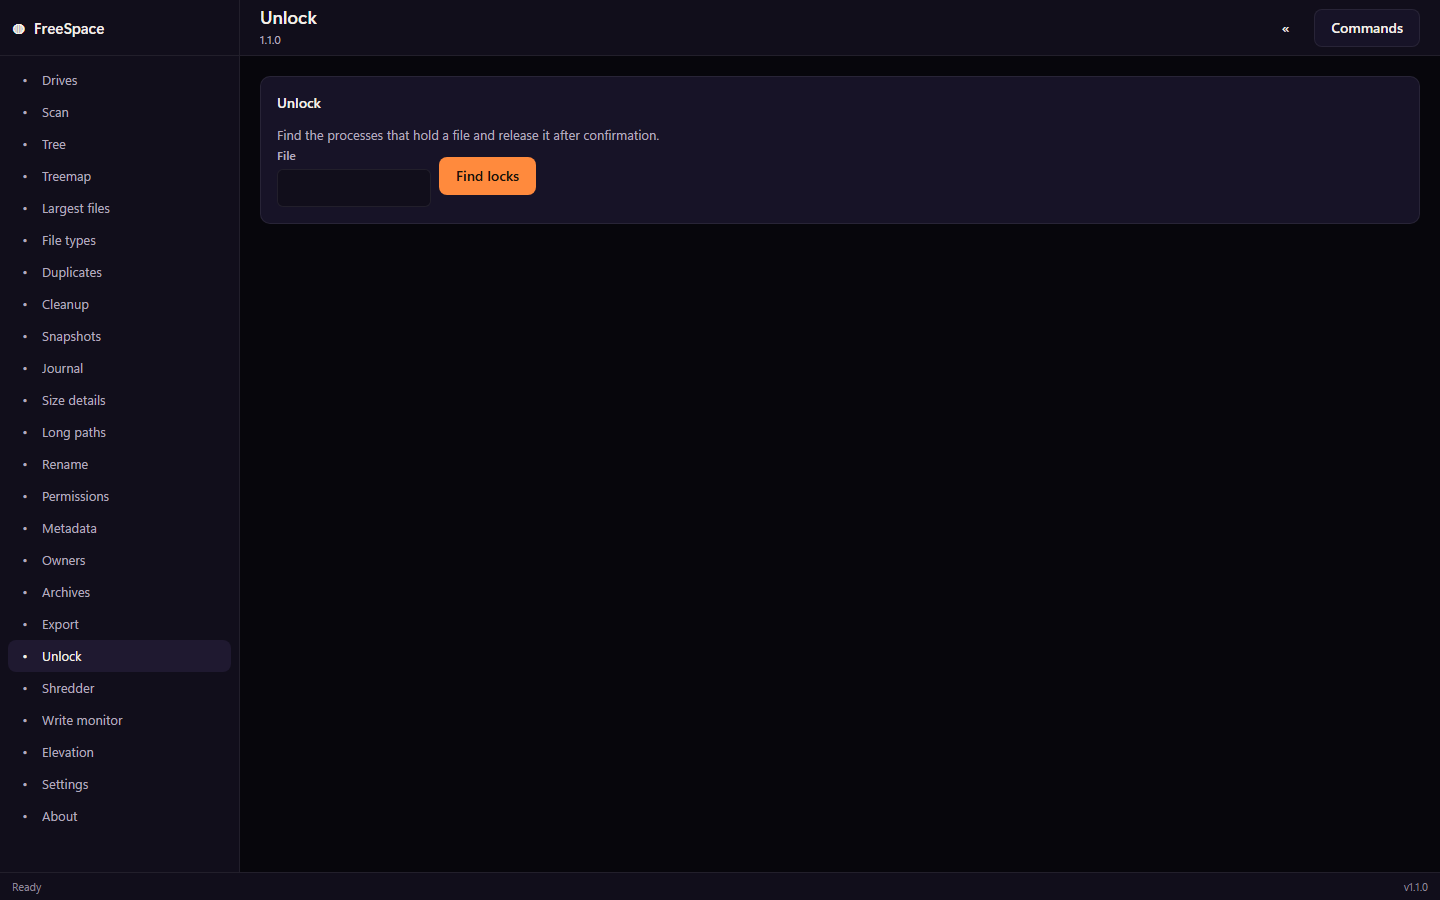 FreeSpace
Unlock
1.1.0
«
Commands
• Drives
• Scan
• Tree
• Treemap
• Largest files
• File types
• Duplicates
• Cleanup
• Snapshots
• Journal
• Size details
• Long paths
• Rename
• Permissions
• Metadata
• Owners
• Archives
• Export
• Unlock
• Shredder
• Write monitor
• Elevation
• Settings
• About
Unlock
Find the processes that hold a file and release it after confirmation.
File
Find locks
Ready
v1.1.0